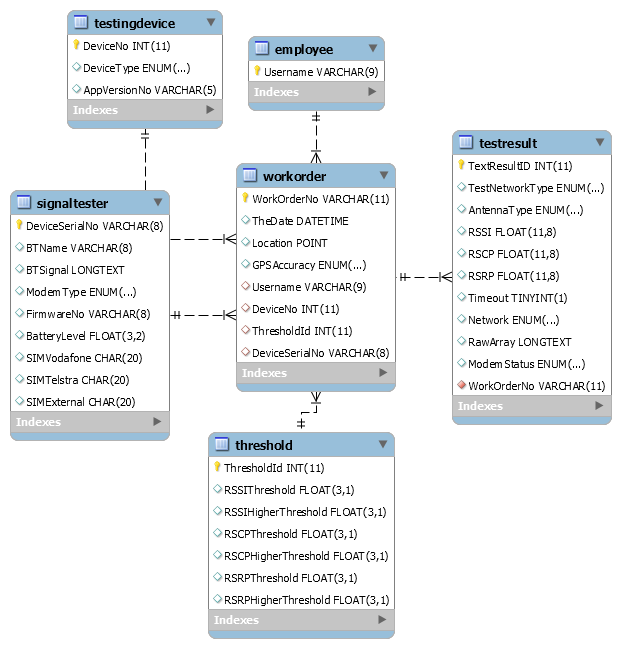 testingdevice
DeviceNo INT(11)
DeviceType ENUM(...)
AppVersionNo VARCHAR(5)
Indexes
employee
Username VARCHAR(9)
Indexes
testresult
TextResultID INT(11)
TestNetworkType ENUM(...)
AntennaType ENUM(...)
RSSI FLOAT(11,8)
RSCP FLOAT(11,8)
RSRP FLOAT(11,8)
Timeout TINYINT(1)
Network ENUM(...)
RawArray LONGTEXT
ModemStatus ENUM(...)
WorkOrderNo VARCHAR(11)
Indexes
workorder
WorkOrderNo VARCHAR(11)
TheDate DATETIME
Location POINT
GPSAccuracy ENUM(...)
Username VARCHAR(9)
DeviceNo INT(11)
ThresholdId INT(11)
DeviceSerialNo VARCHAR(8)
Indexes
signaltester
DeviceSerialNo VARCHAR(8)
BTName VARCHAR(8)
BTSignal LONGTEXT
ModemType ENUM(...)
FirmwareNo VARCHAR(8)
BatteryLevel FLOAT(3,2)
SIMVodafone CHAR(20)
SIMTelstra CHAR(20)
SIMExternal CHAR(20)
Indexes
threshold
ThresholdId INT(11)
RSSIThreshold FLOAT(3,1)
RSSIHigherThreshold FLOAT(3,1)
RSCPThreshold FLOAT(3,1)
RSCPHigherThreshold FLOAT(3,1)
RSRPThreshold FLOAT(3,1)
RSRPHigherThreshold FLOAT(3,1)
Indexes